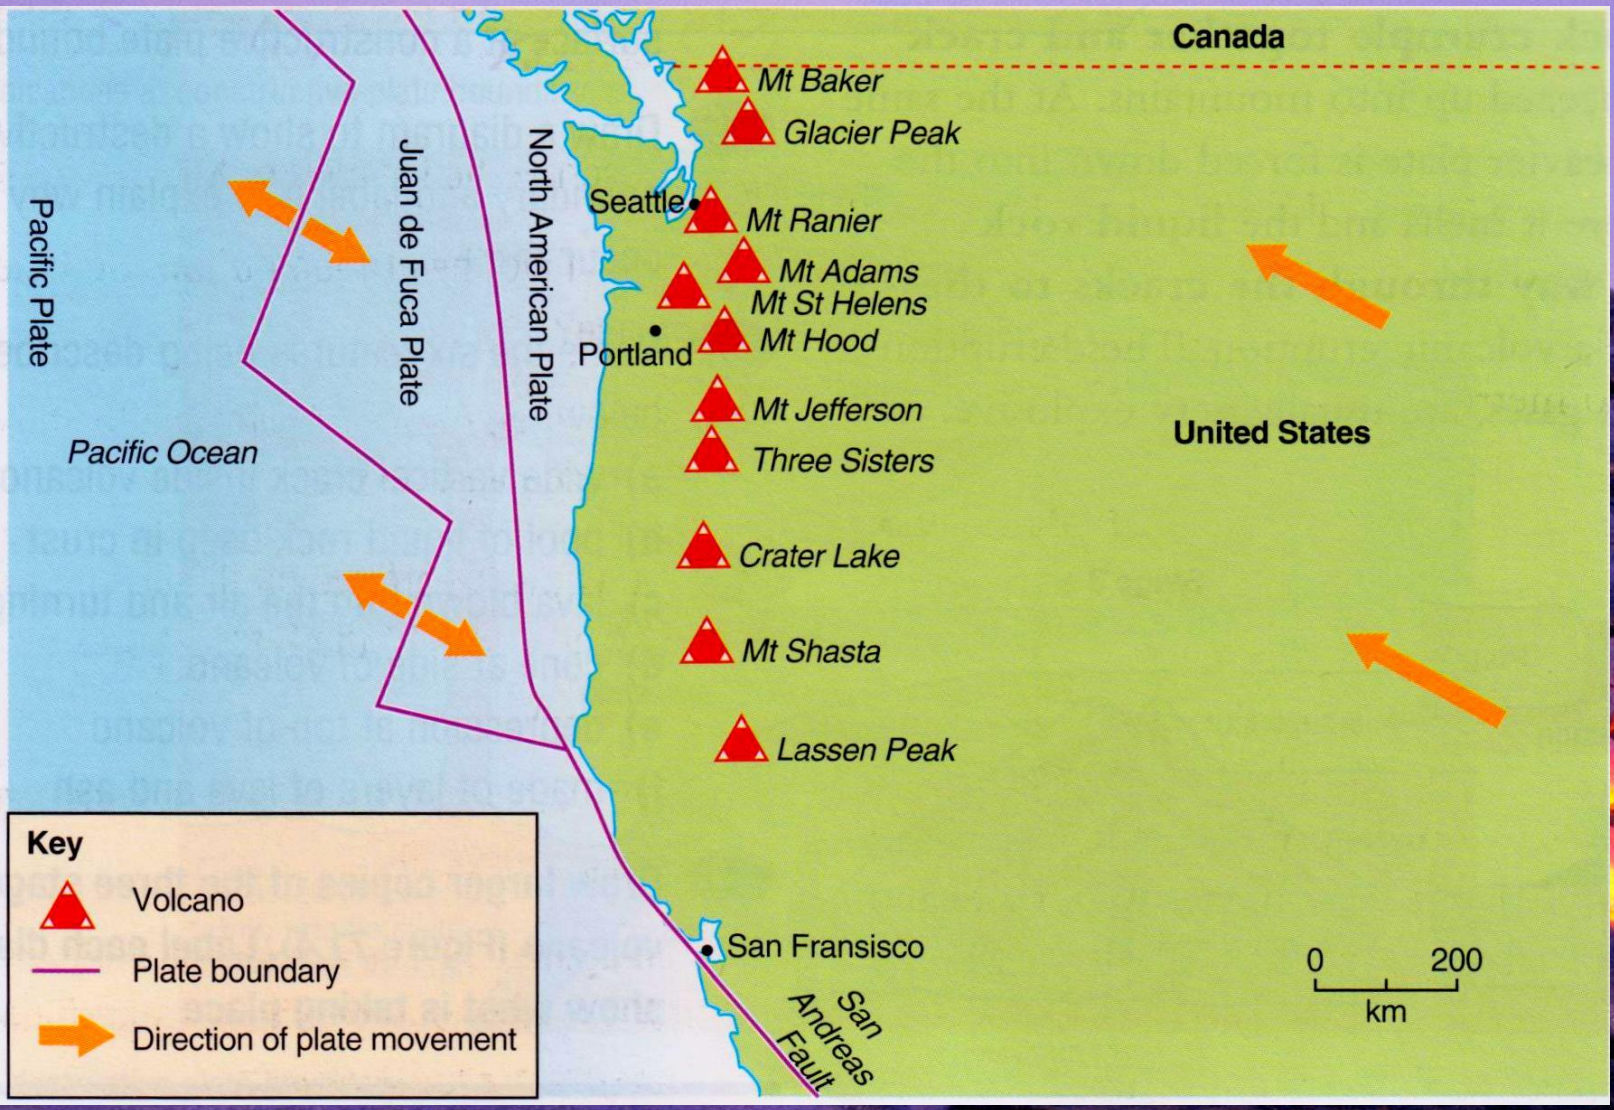 Canada
Mt Baker
Glacier Peak
Seattle
Mt Ranier
Mt Adams
Mt St Helens
Mt Hood
Portland
Mt Jefferson
Three Sisters
United States
Crater Lake
Mt Shasta
Lassen Peak
Pacific Plate
Juan de Fuca Plate
North American Plate
Pacific Ocean
San Fransisco
San
Andreas
Fault
0 200
km
Key
Volcano
Plate boundary
Direction of plate movement